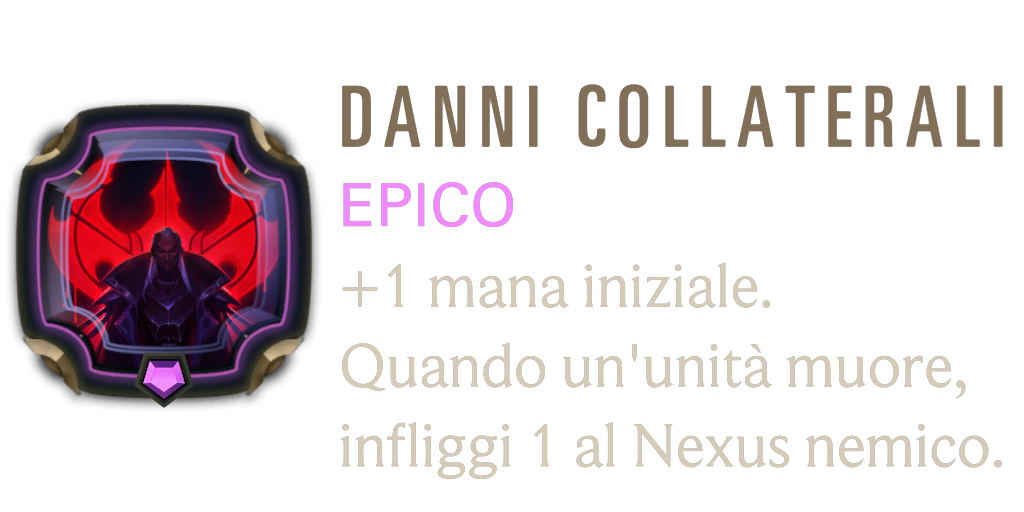 DANNI COLLATERALI
EPICO
+1 mana iniziale.
Quando un'unità muore,
infliggi 1 al Nexus nemico.